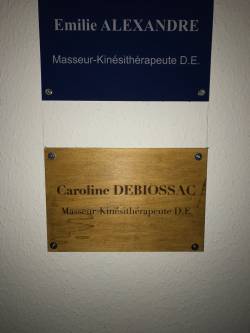 Emilie ALEXANDRE
Masseur-Kinésithérapeute D.E.
Caroline DEBIOSSAC
Masseur-Kinésithérapeute D.E.